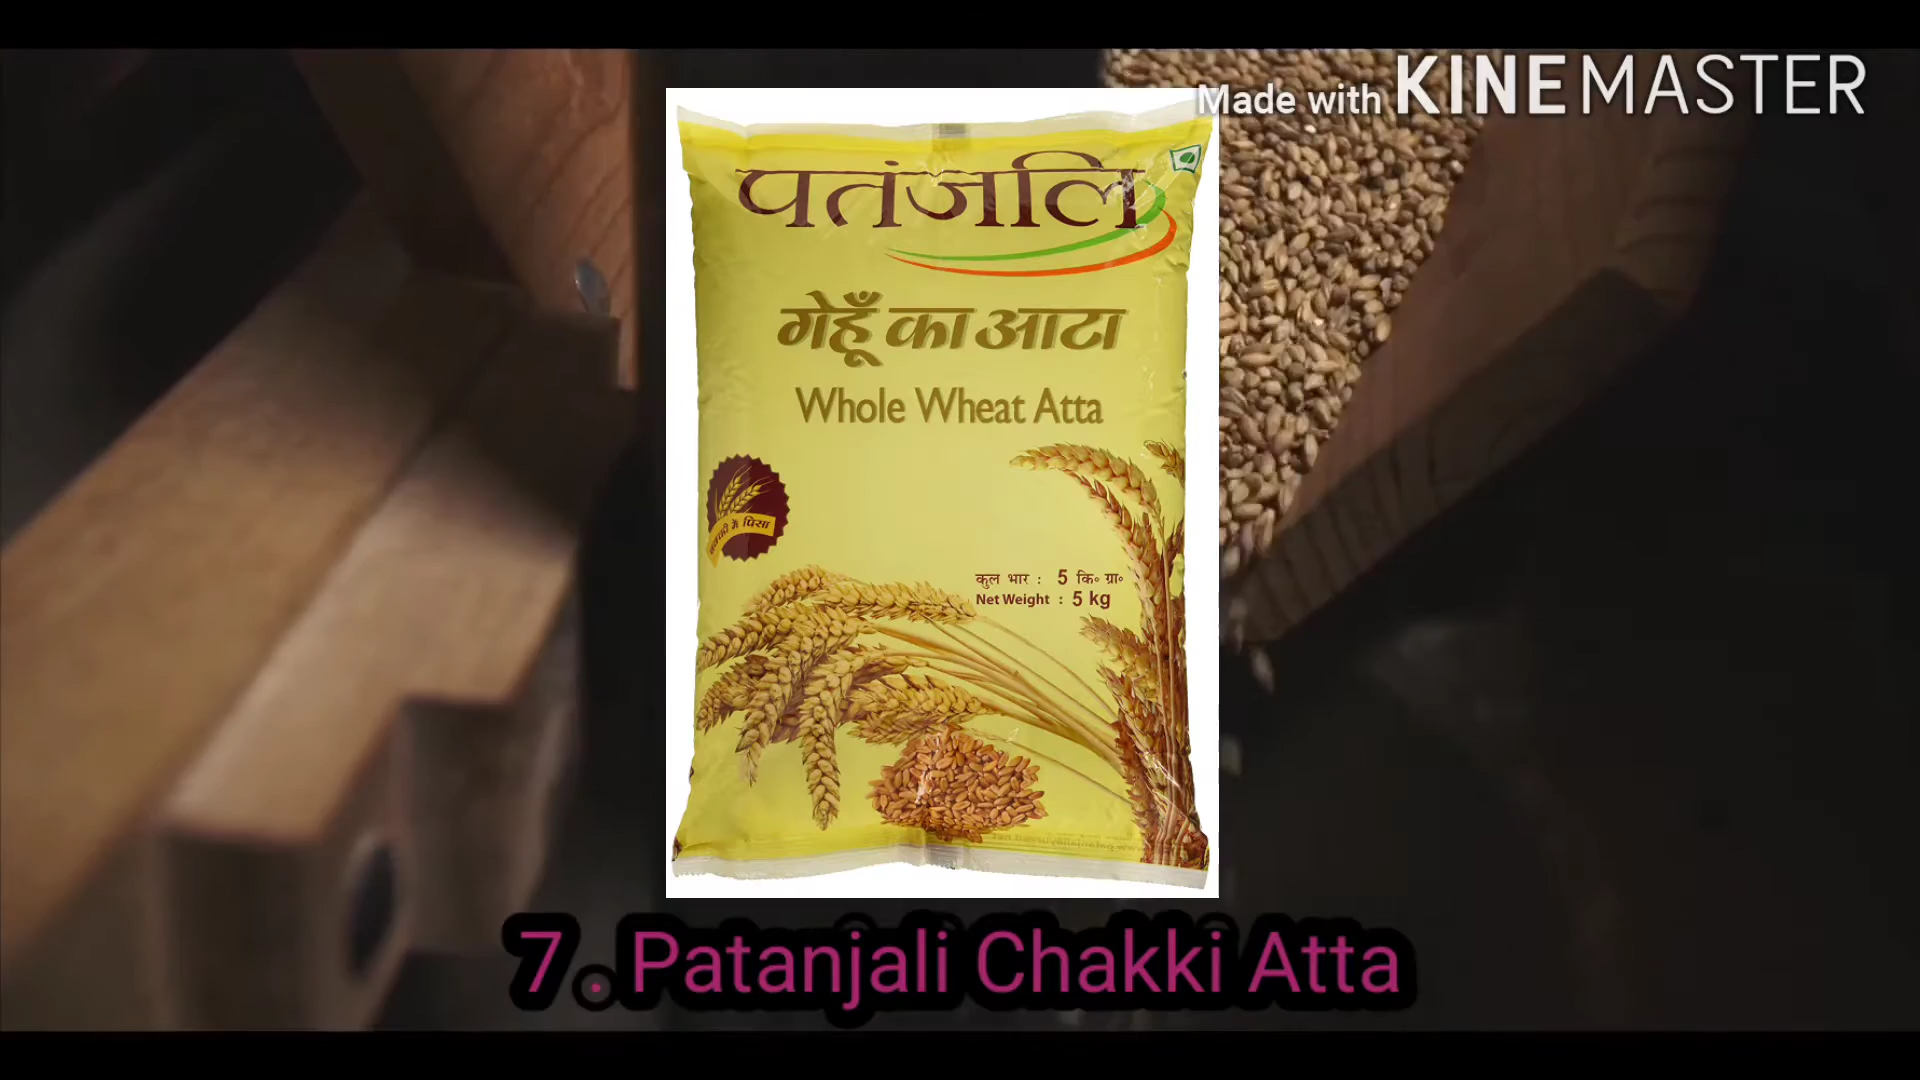 Made with KINEMASTER
पतंजलि
गेहूँ का आटा
Whole Wheat Atta
में पिसा
कुल भार : 5 कि॰ ग्रा॰
Net Weight : 5 kg
7. Patanjali Chakki Atta